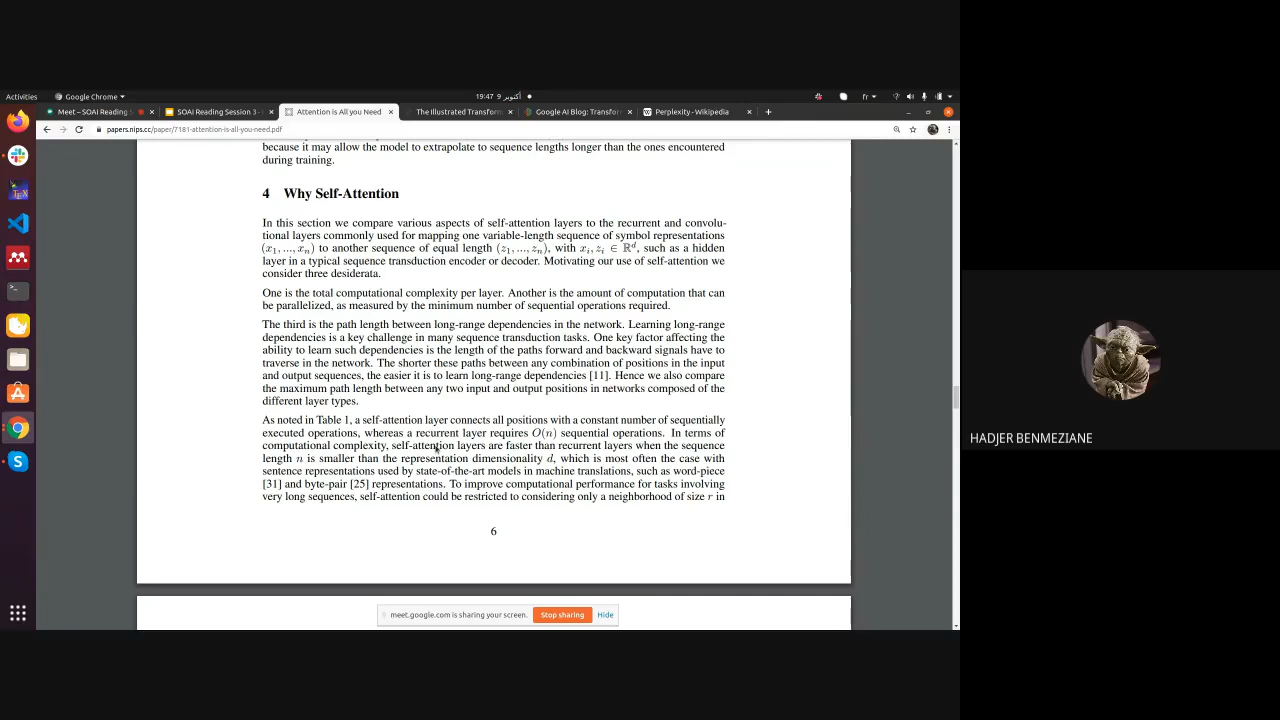 Activities
Google Chrome
19:47 9 أكتوبر
fr
Meet – SOAI Reading S
SOAI Reading Session 3 -
Attention is All you Need
The Illustrated Transform
Google AI Blog: Transfor
Perplexity - Wikipedia
papers.nips.cc/paper/7181-attention-is-all-you-need.pdf
because it may allow the model to extrapolate to sequence lengths longer than the ones encountered
during training.
4 Why Self-Attention
In this section we compare various aspects of self-attention layers to the recurrent and convolu-
tional layers commonly used for mapping one variable-length sequence of symbol representations
(x1, ..., xn) to another sequence of equal length (z1, ..., zn), with xi, zi ∈ ℝd, such as a hidden
layer in a typical sequence transduction encoder or decoder. Motivating our use of self-attention we
consider three desiderata.
One is the total computational complexity per layer. Another is the amount of computation that can
be parallelized, as measured by the minimum number of sequential operations required.
The third is the path length between long-range dependencies in the network. Learning long-range
dependencies is a key challenge in many sequence transduction tasks. One key factor affecting the
ability to learn such dependencies is the length of the paths forward and backward signals have to
traverse in the network. The shorter these paths between any combination of positions in the input
and output sequences, the easier it is to learn long-range dependencies [11]. Hence we also compare
the maximum path length between any two input and output positions in networks composed of the
different layer types.
As noted in Table 1, a self-attention layer connects all positions with a constant number of sequentially
executed operations, whereas a recurrent layer requires O(n) sequential operations. In terms of
computational complexity, self-attention layers are faster than recurrent layers when the sequence
length n is smaller than the representation dimensionality d, which is most often the case with
sentence representations used by state-of-the-art models in machine translations, such as word-piece
[31] and byte-pair [25] representations. To improve computational performance for tasks involving
very long sequences, self-attention could be restricted to considering only a neighborhood of size r in
6
meet.google.com is sharing your screen.
Stop sharing
Hide
HADJER BENMEZIANE